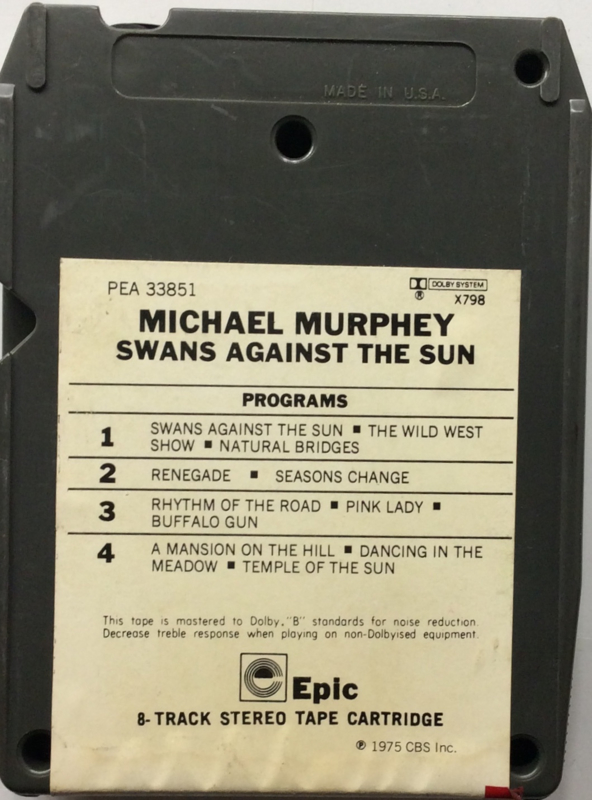 MADE IN U.S.A.
PEA 33851
DOLBY SYSTEM
® X798
MICHAEL MURPHEY
SWANS AGAINST THE SUN
PROGRAMS
1 SWANS AGAINST THE SUN ■ THE WILD WEST
SHOW ■ NATURAL BRIDGES
2 RENEGADE ■ SEASONS CHANGE
3 RHYTHM OF THE ROAD ■ PINK LADY ■
BUFFALO GUN
4 A MANSION ON THE HILL ■ DANCING IN THE
MEADOW ■ TEMPLE OF THE SUN
This tape is mastered to Dolby, "B" standards for noise reduction.
Decrease treble response when playing on non-Dolbyised equipment.
Epic
8-TRACK STEREO TAPE CARTRIDGE
℗ 1975 CBS Inc.